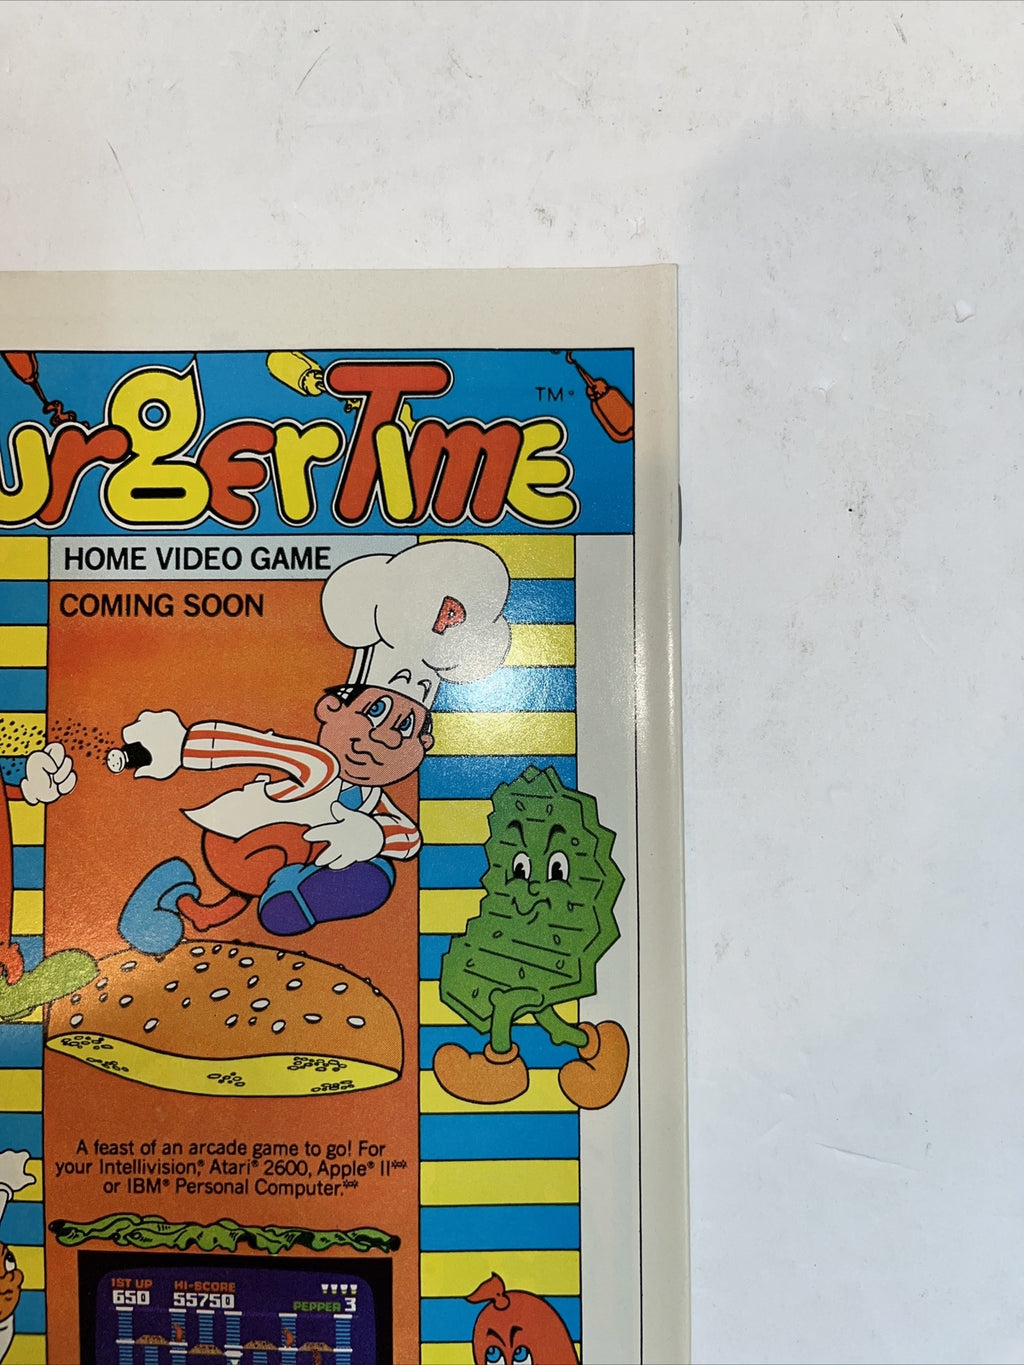 urgerTime TM
HOME VIDEO GAME
COMING SOON
P
A feast of an arcade game to go! For
your Intellivision,® Atari® 2600, Apple® II**
or IBM® Personal Computer.**
1ST UP HI-SCORE
650 55750
PEPPER 3